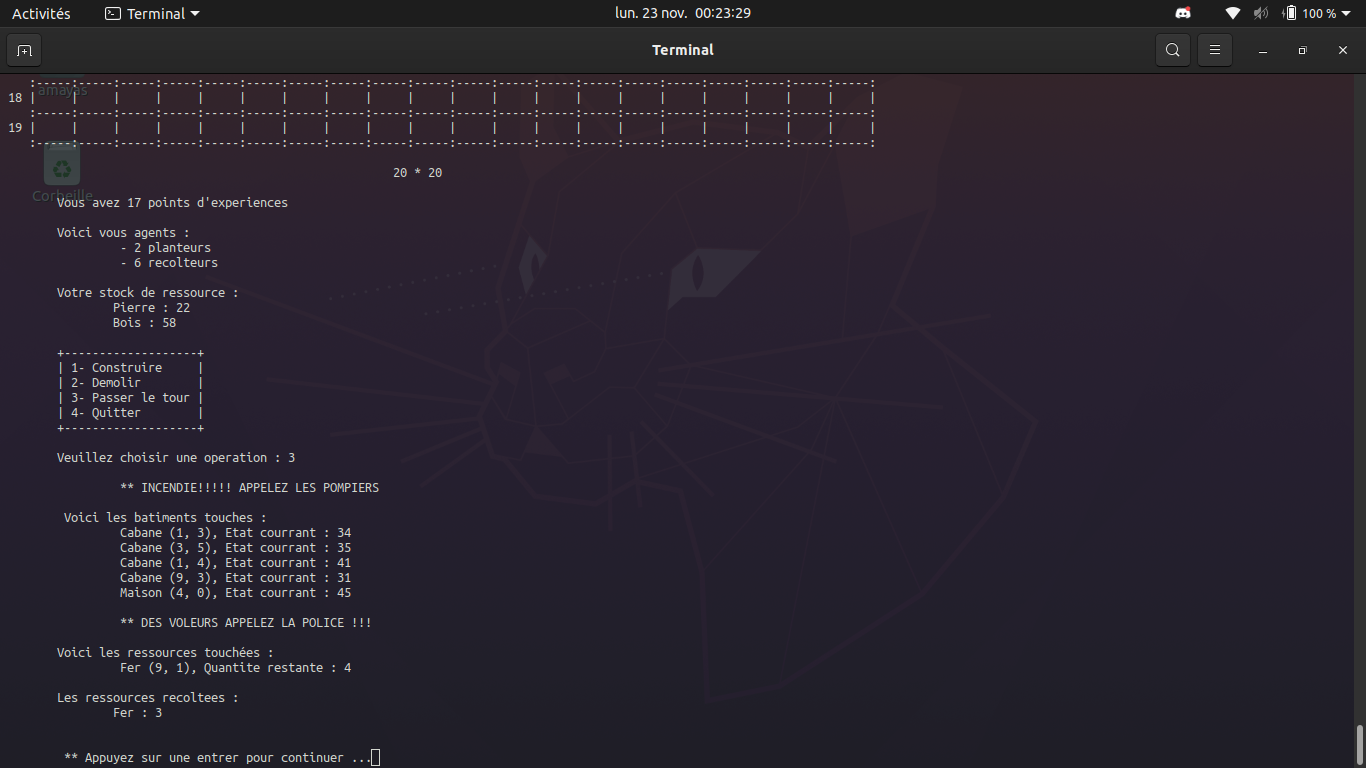 Activités Terminal lun. 23 nov. 00:23:29 100 %
Terminal
:-----:-----:-----:-----:-----:-----:-----:-----:-----:-----:-----:-----:-----:-----:-----:-----:-----:-----:-----:-----:
amayas
18 |     |     |     |     |     |     |     |     |     |     |     |     |     |     |     |     |     |     |     |     |
:-----:-----:-----:-----:-----:-----:-----:-----:-----:-----:-----:-----:-----:-----:-----:-----:-----:-----:-----:-----:
19 |     |     |     |     |     |     |     |     |     |     |     |     |     |     |     |     |     |     |     |     |
:-----:-----:-----:-----:-----:-----:-----:-----:-----:-----:-----:-----:-----:-----:-----:-----:-----:-----:-----:-----:
20 * 20
Corbeille
Vous avez 17 points d'experiences
Voici vous agents :
- 2 planteurs
- 6 recolteurs
Votre stock de ressource :
Pierre : 22
Bois : 58
+-------------------+
| 1- Construire     |
| 2- Demolir        |
| 3- Passer le tour |
| 4- Quitter        |
+-------------------+
Veuillez choisir une operation : 3
** INCENDIE!!!!! APPELEZ LES POMPIERS
Voici les batiments touches :
Cabane (1, 3), Etat courrant : 34
Cabane (3, 5), Etat courrant : 35
Cabane (1, 4), Etat courrant : 41
Cabane (9, 3), Etat courrant : 31
Maison (4, 0), Etat courrant : 45
** DES VOLEURS APPELEZ LA POLICE !!!
Voici les ressources touchées :
Fer (9, 1), Quantite restante : 4
Les ressources recoltees :
Fer : 3
** Appuyez sur une entrer pour continuer ...